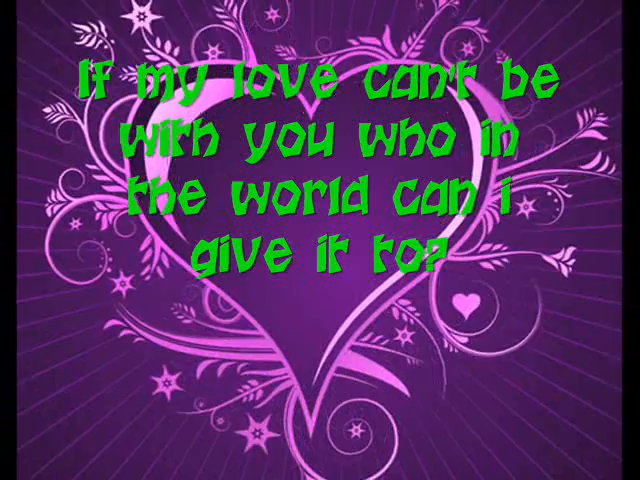 If my love can't be
with you who in
the world can i
give it to?